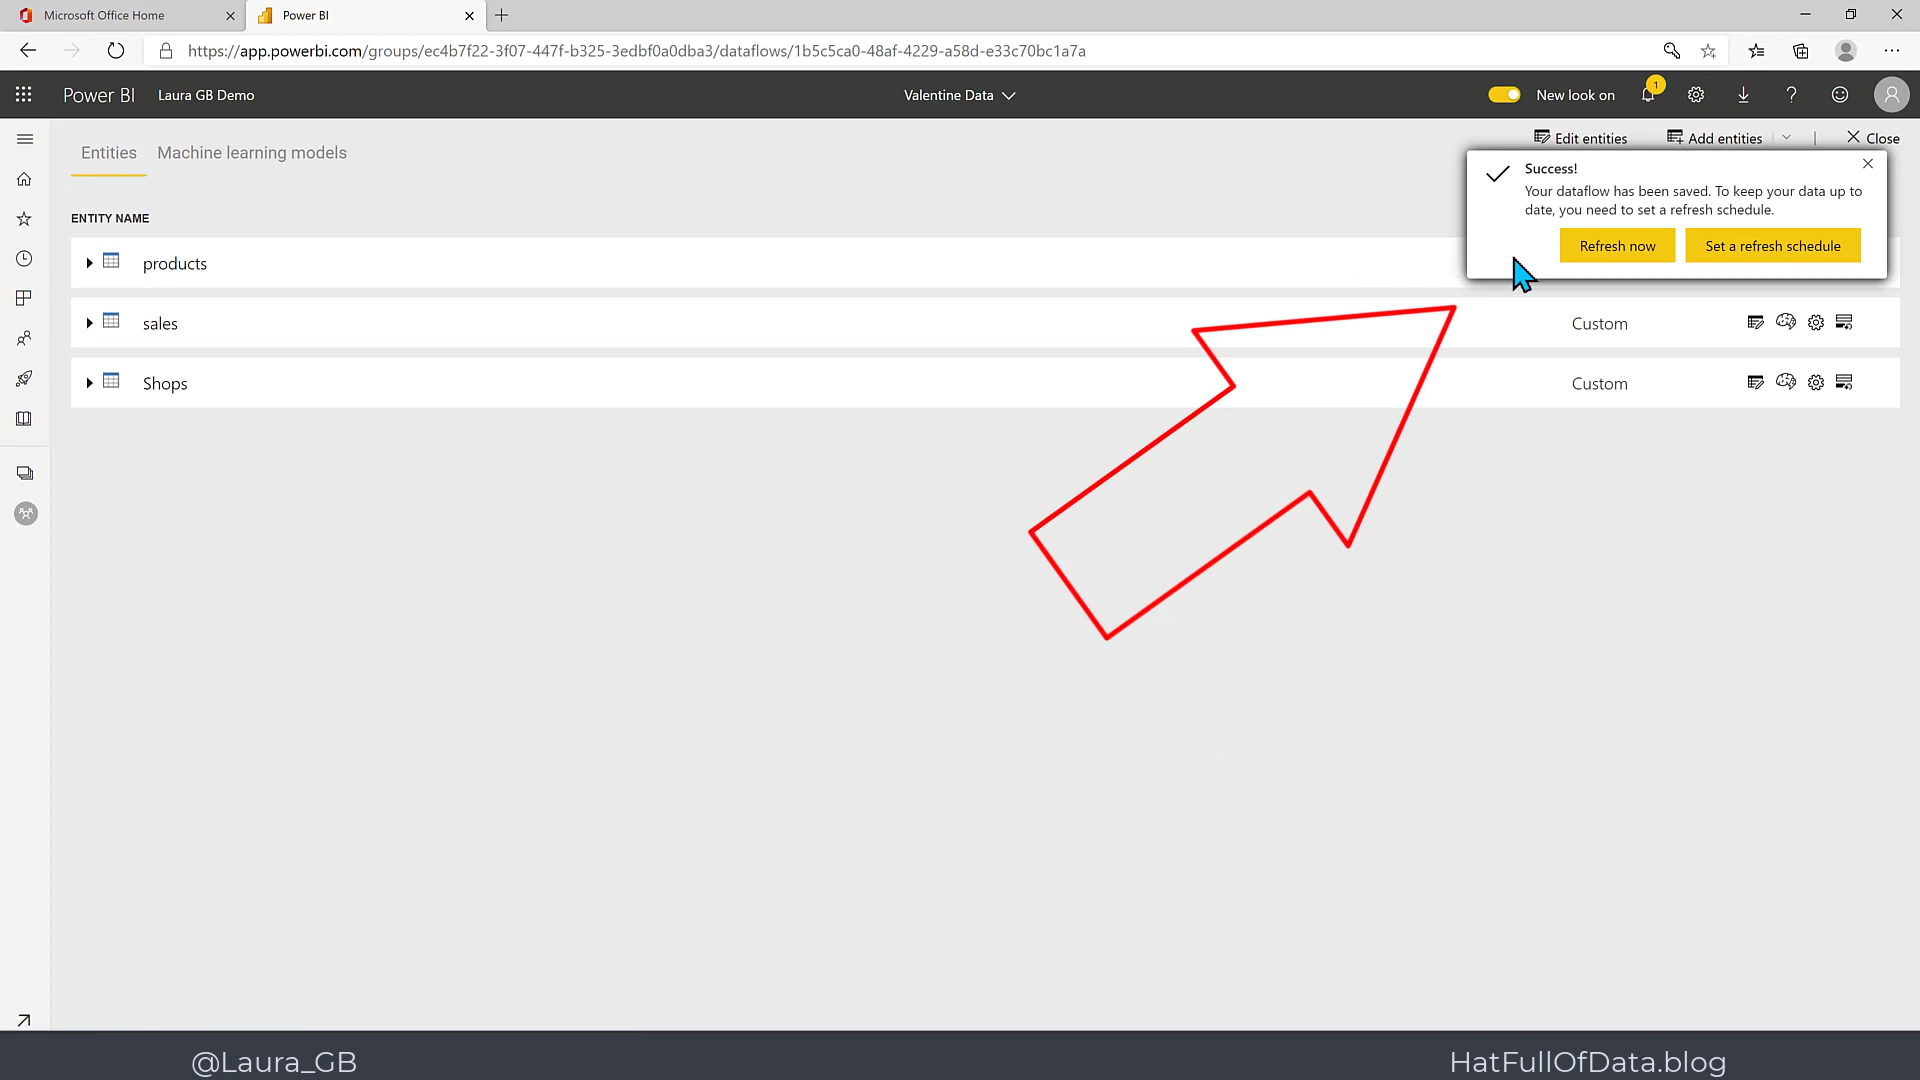 Microsoft Office Home
Power BI
https://app.powerbi.com/groups/ec4b7f22-3f07-447f-b325-3edbf0a0dba3/dataflows/1b5c5ca0-48af-4229-a58d-e33c70bc1a7a
Power BI
Laura GB Demo
Valentine Data
New look on
1
Edit entities
Add entities
Close
Entities
Machine learning models
Success!
Your dataflow has been saved. To keep your data up to
date, you need to set a refresh schedule.
Refresh now
Set a refresh schedule
ENTITY NAME
products
sales
Custom
Shops
Custom
@Laura_GB
HatFullOfData.blog